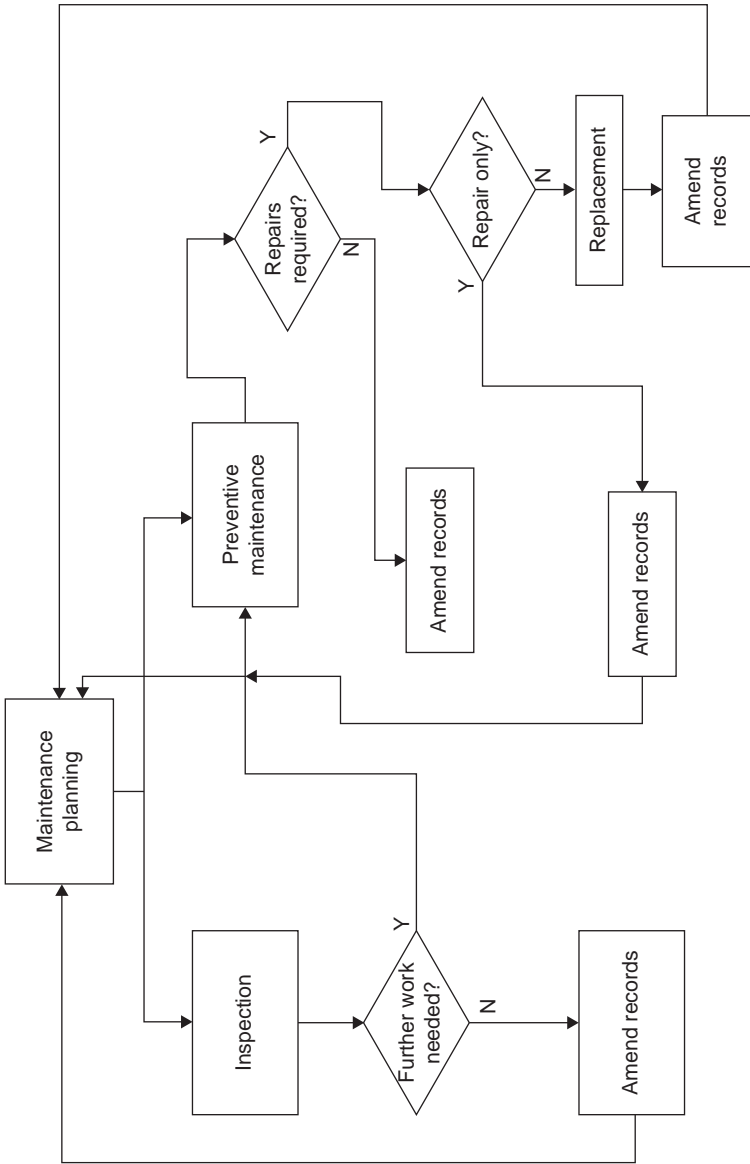 Maintenance
planning
Inspection
Further work
needed?
Y
N
Amend records
Preventive
maintenance
Repairs
required?
Y
N
Amend records
Repair only?
Y
N
Amend records
Replacement
Amend
records